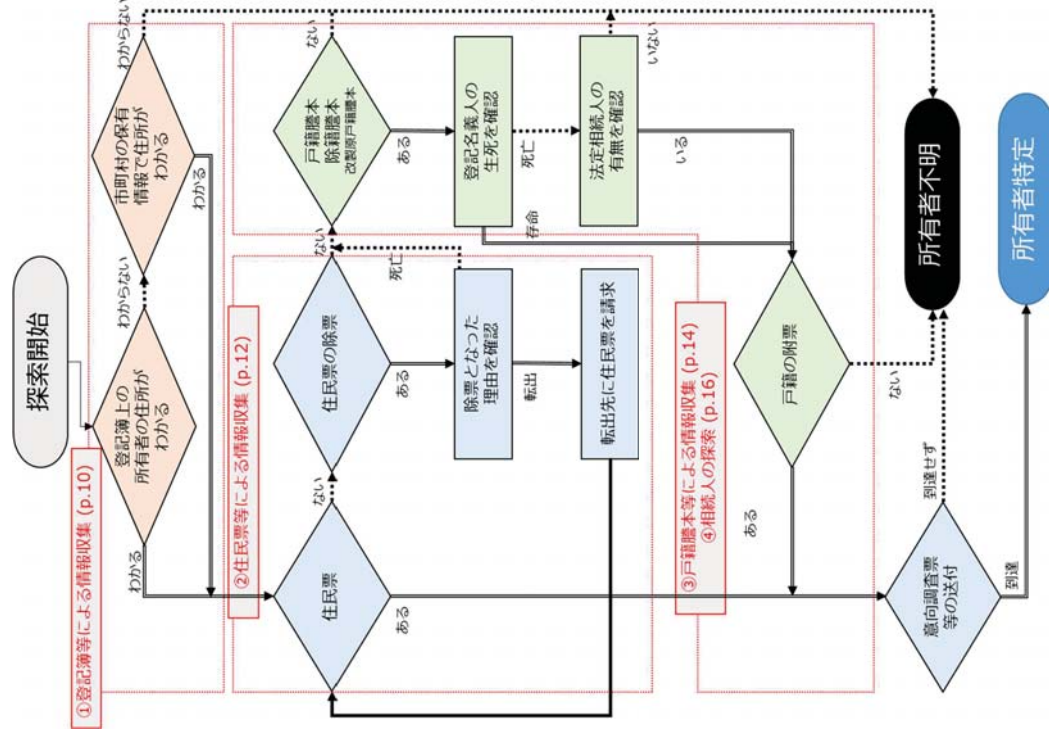 探索開始
①登記簿等による情報収集 (p.10)
登記簿上の
所有者の住所が
わかる
わからない
市町村の保有
情報で住所が
わかる
わからない
わかる
わかる
②住民票等による情報収集 (p.12)
住民票
ない
ある
住民票の除票
ない
ある
死亡
除票となった
理由を確認
転出
転出先に住民票を請求
戸籍謄本
除籍謄本
改製原戸籍謄本
ない
ある
登記名義人の
生死を確認
死亡
存命
法定相続人の
有無を確認
いない
いる
③戸籍謄本等による情報収集 (p.14)
④相続人の探索 (p.16)
戸籍の附票
ある
ない
意向調査票
等の送付
到達せず
到達
所有者不明
所有者特定